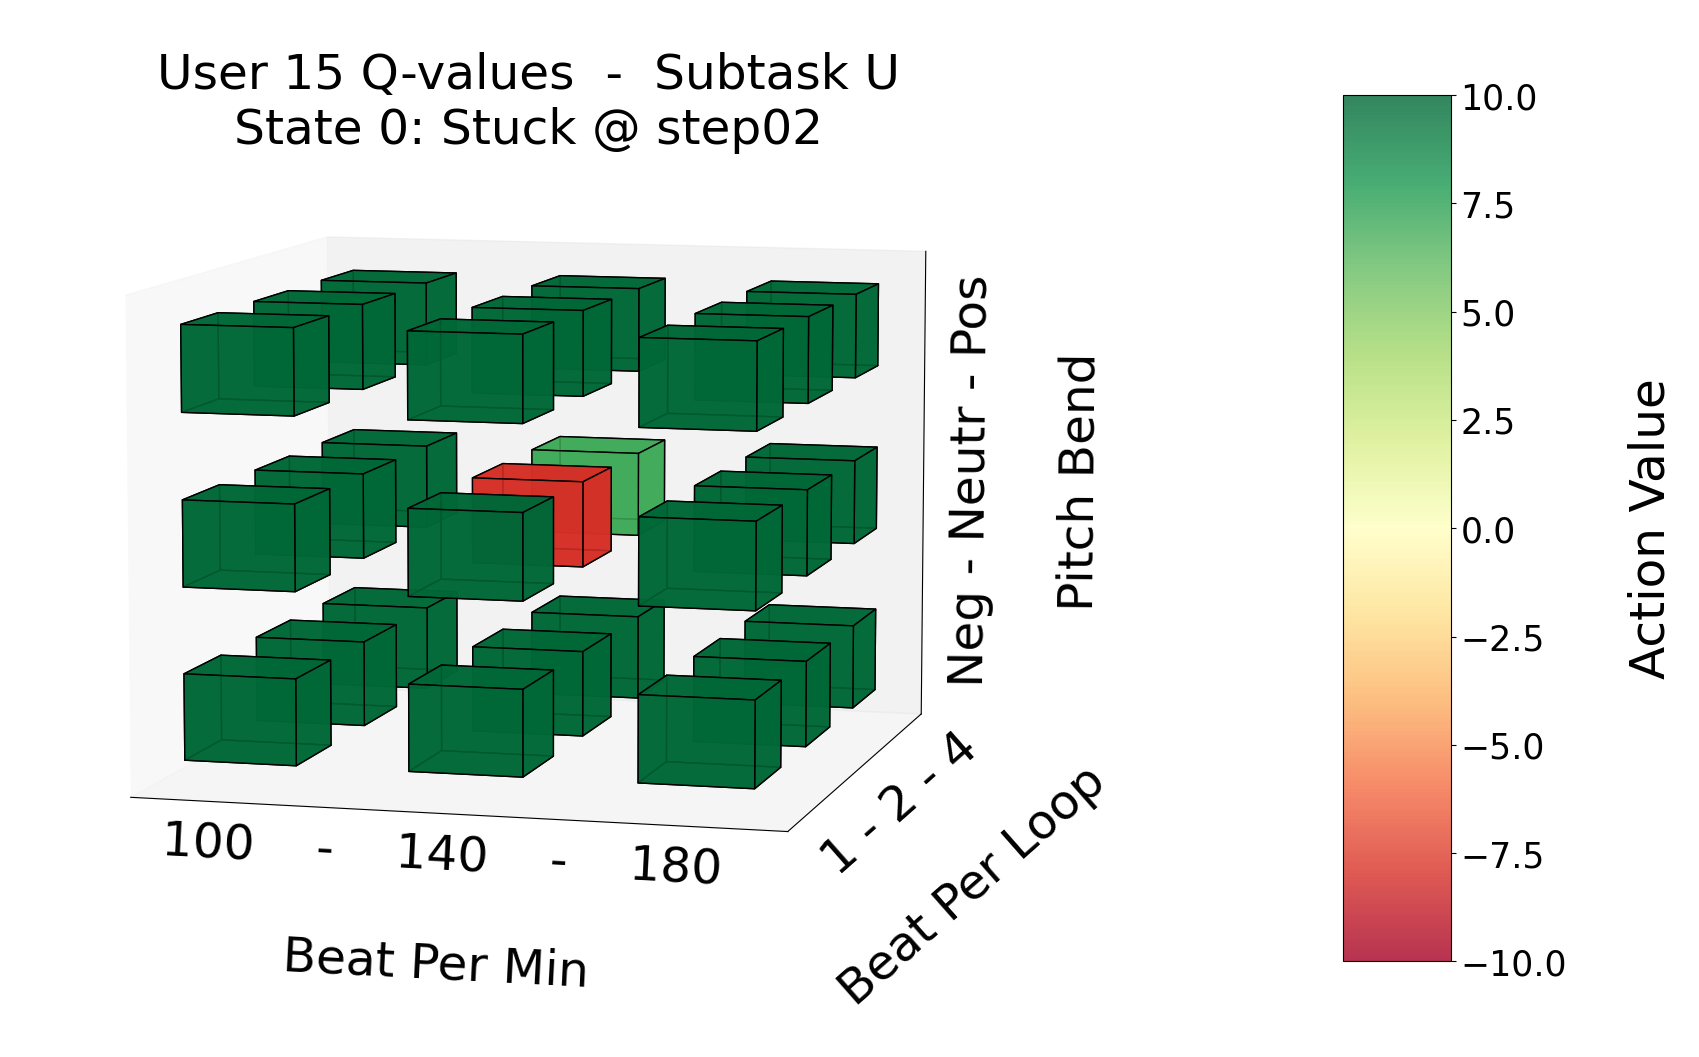 User 15 Q-values  -  Subtask U
State 0: Stuck @ step02
10.0
7.5
5.0
2.5
0.0
−2.5
−5.0
−7.5
−10.0
Action Value
Neg - Neutr - Pos
Pitch Bend
1 - 2 - 4
Beat Per Loop
100    -    140    -    180
Beat Per Min